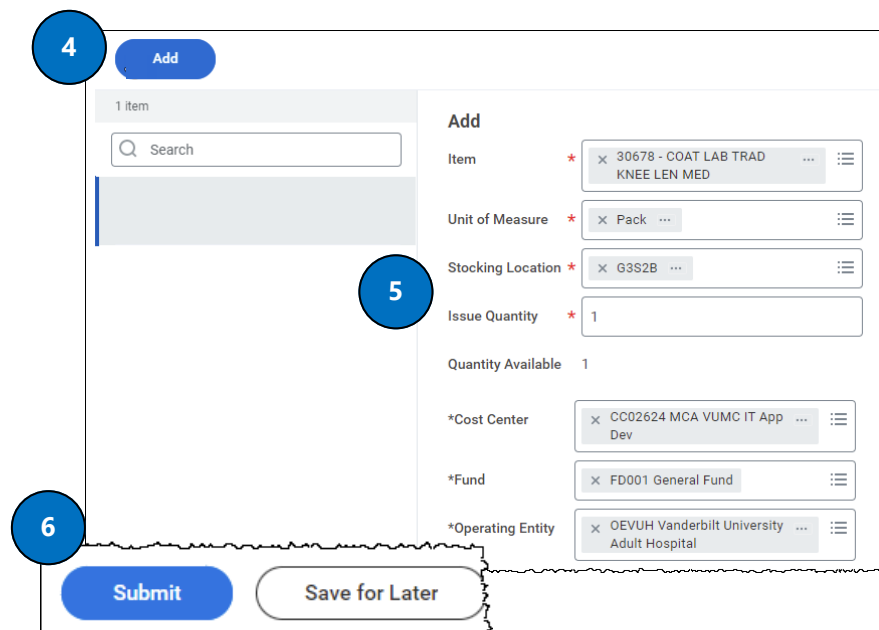 4
Add
1 item
Search
Add
Item *
30678 - COAT LAB TRAD
KNEE LEN MED
Unit of Measure * Pack
Stocking Location * G3S2B
5
Issue Quantity * 1
Quantity Available 1
*Cost Center
CC02624 MCA VUMC IT App
Dev
*Fund FD001 General Fund
*Operating Entity
OEVUH Vanderbilt University
Adult Hospital
6
Submit Save for Later